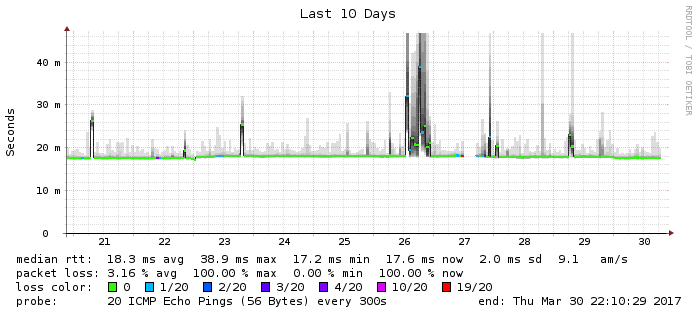 Last 10 Days
RRDTOOL / TOBI OETIKER
Seconds
40 m
30 m
20 m
10 m
0
21 22 23 24 25 26 27 28 29 30
median rtt: 18.3 ms avg 38.9 ms max 17.2 ms min 17.6 ms now 2.0 ms sd 9.1 am/s
packet loss: 3.16 % avg 100.00 % max 0.00 % min 100.00 % now
loss color: 0 1/20 2/20 3/20 4/20 10/20 19/20
probe: 20 ICMP Echo Pings (56 Bytes) every 300s end: Thu Mar 30 22:10:29 2017